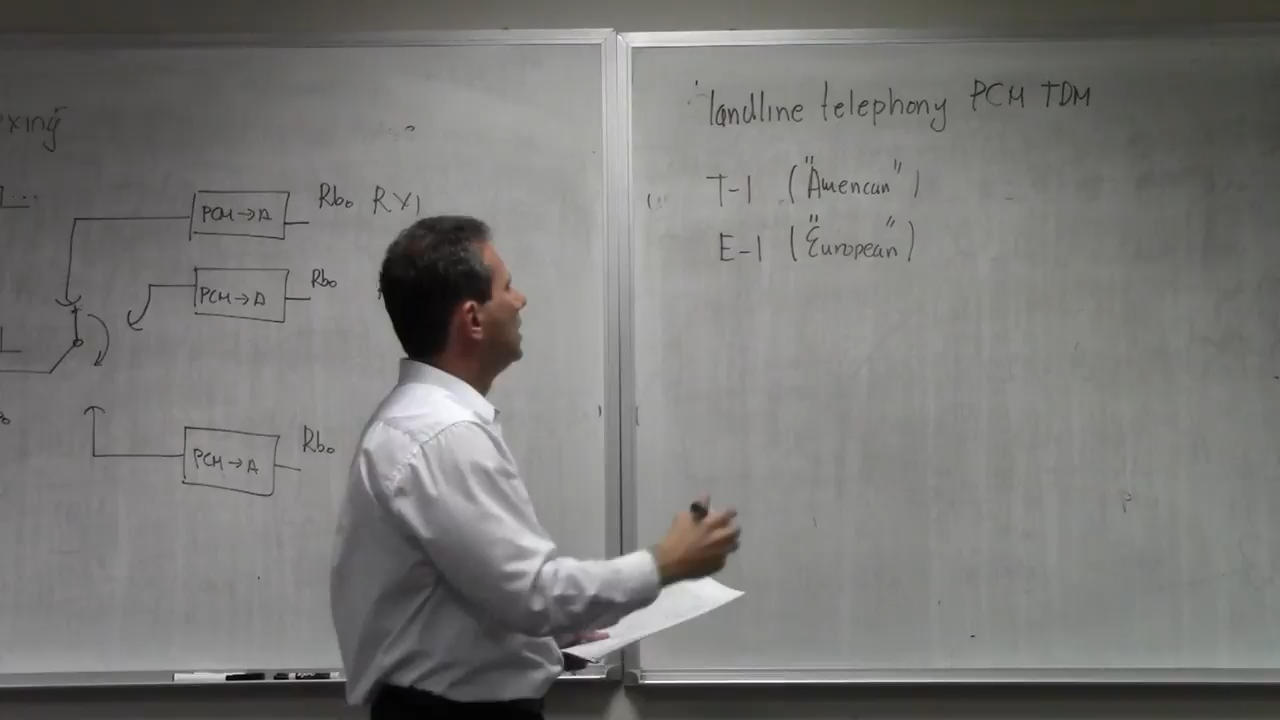 xing
PCM→A Rb₀ RX1
PCM→A Rb₀
PCM→A Rb₀
landline telephony PCM TDM
T-1 ("American")
E-1 ("European")